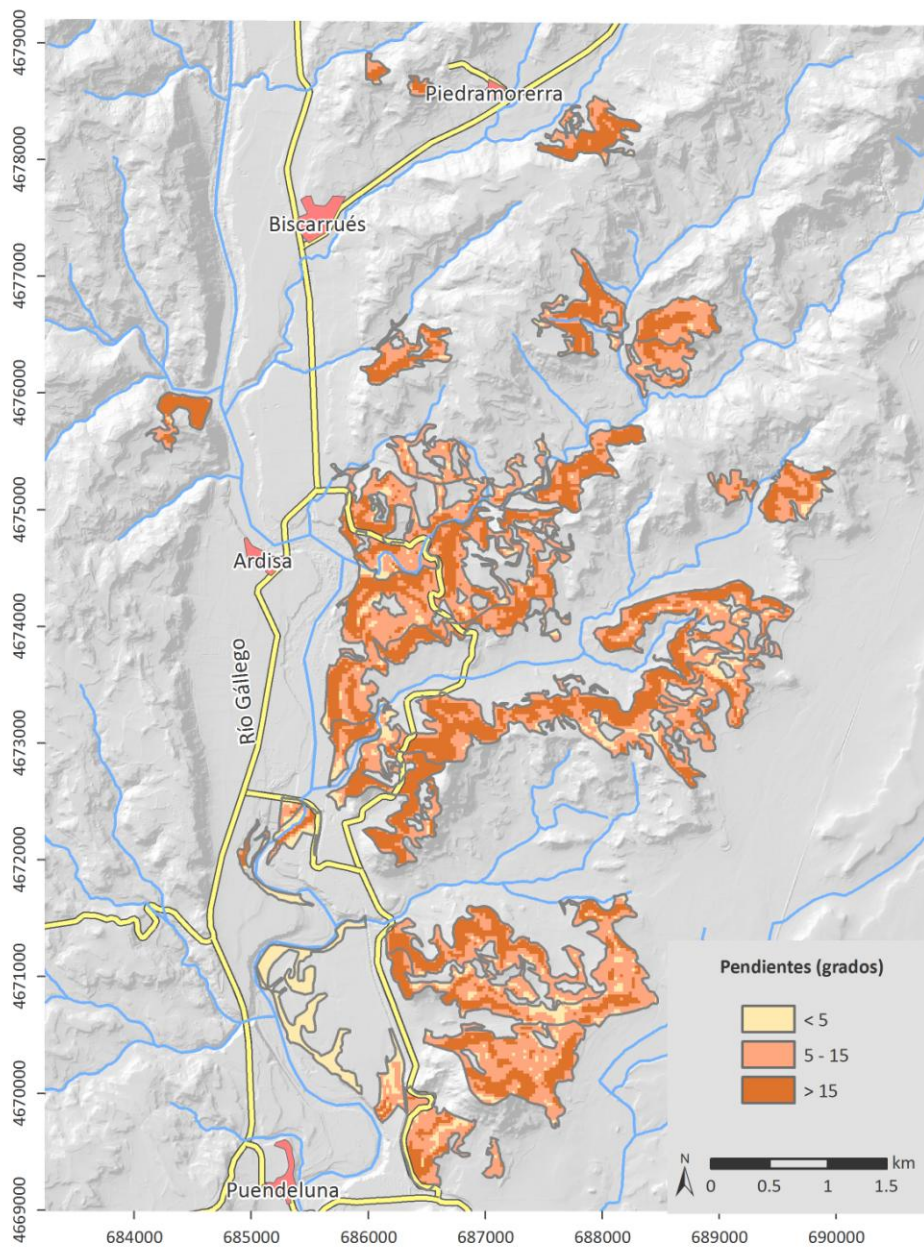 4679000
4678000
4677000
4676000
4675000
4674000
4673000
4672000
4671000
4670000
4669000
Piedramorerra
Biscarrués
Ardisa
Río Gállego
Puendeluna
Pendientes (grados)
< 5
5 - 15
> 15
N
km
0 0.5 1 1.5
684000 685000 686000 687000 688000 689000 690000